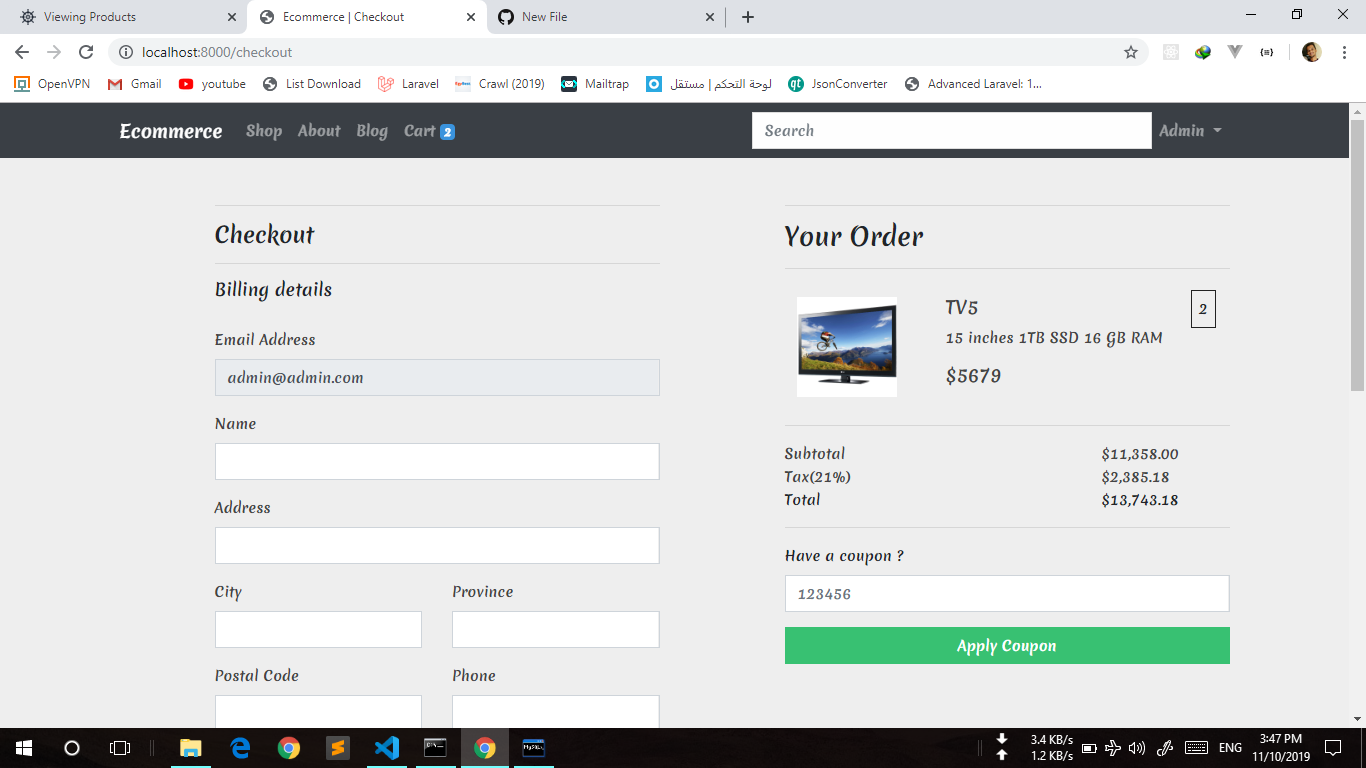 Viewing Products
Ecommerce | Checkout
New File
localhost:8000/checkout
OpenVPN
Gmail
youtube
List Download
Laravel
Crawl (2019)
Mailtrap
لوحة التحكم | مستقل
JsonConverter
Advanced Laravel: 1...
Ecommerce
Shop
About
Blog
Cart 2
Search
Admin
Checkout
Billing details
Email Address
admin@admin.com
Name
Address
City
Province
Postal Code
Phone
Your Order
TV5
2
15 inches 1TB SSD 16 GB RAM
$5679
Subtotal $11,358.00
Tax(21%) $2,385.18
Total $13,743.18
Have a coupon ?
123456
Apply Coupon
3.4 KB/s
1.2 KB/s
ENG
3:47 PM
11/10/2019